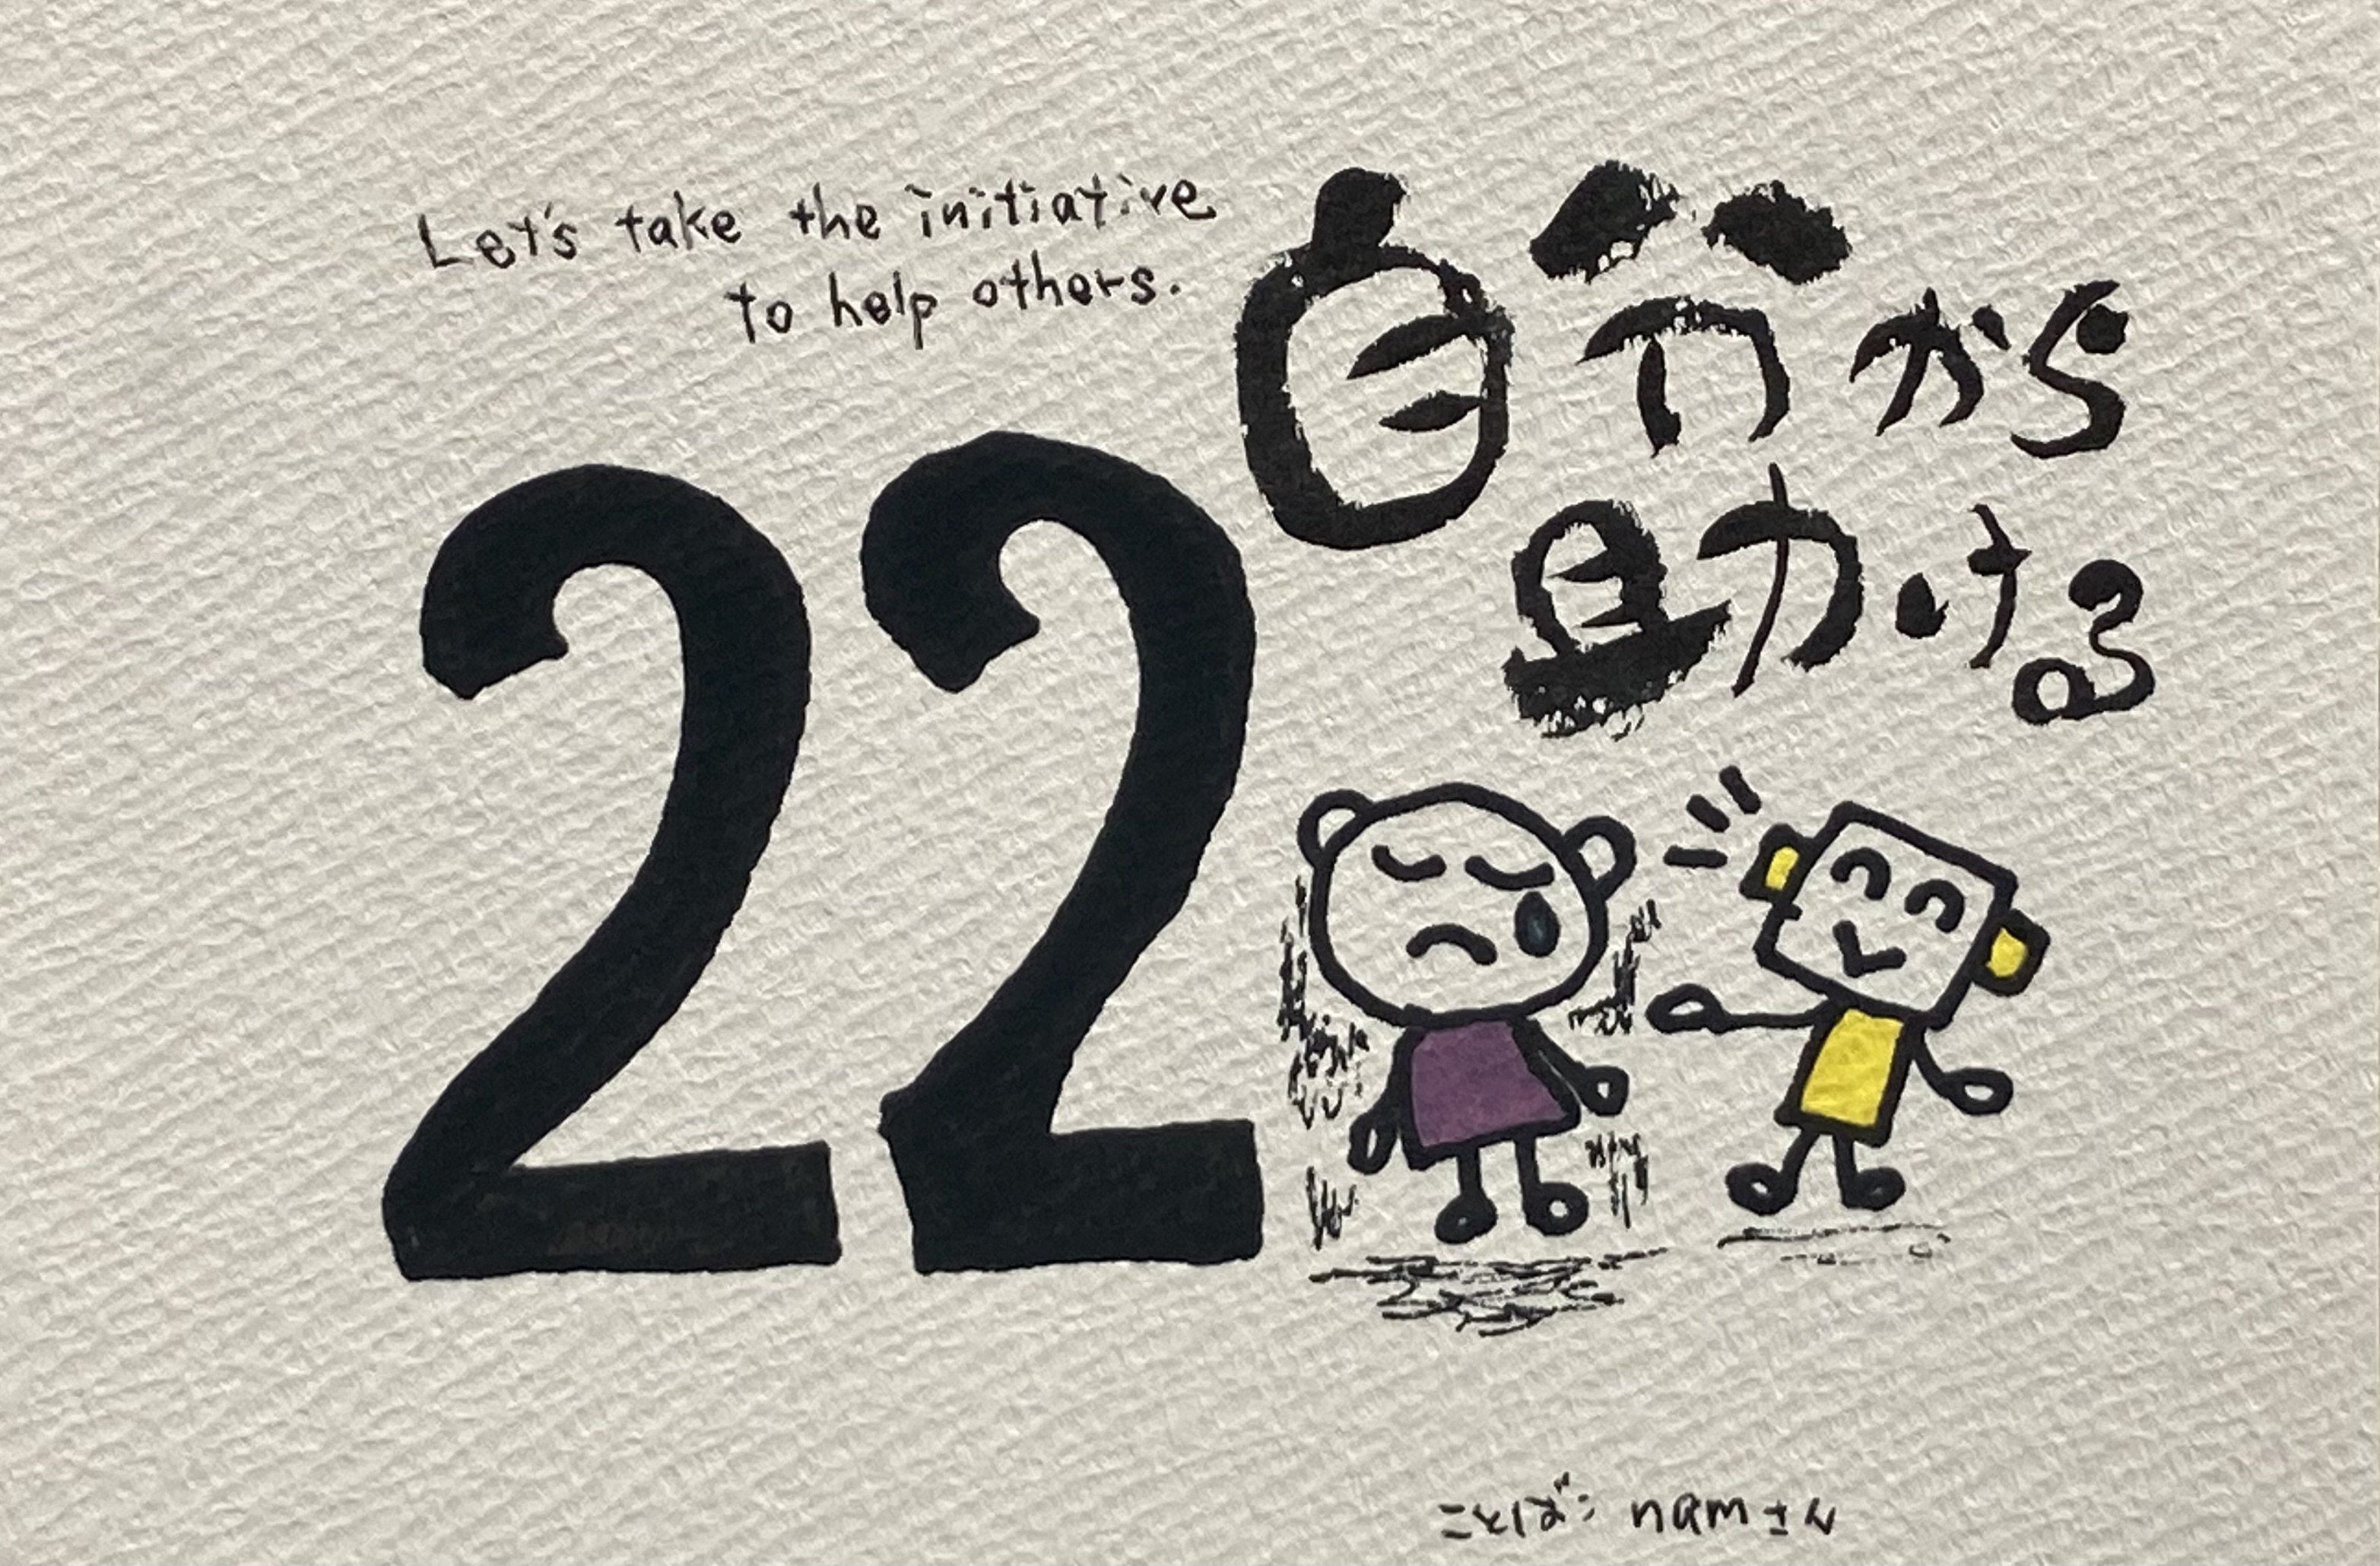 Let's take the initiative
to help others.
自分から
助ける
22
ことば: namさん